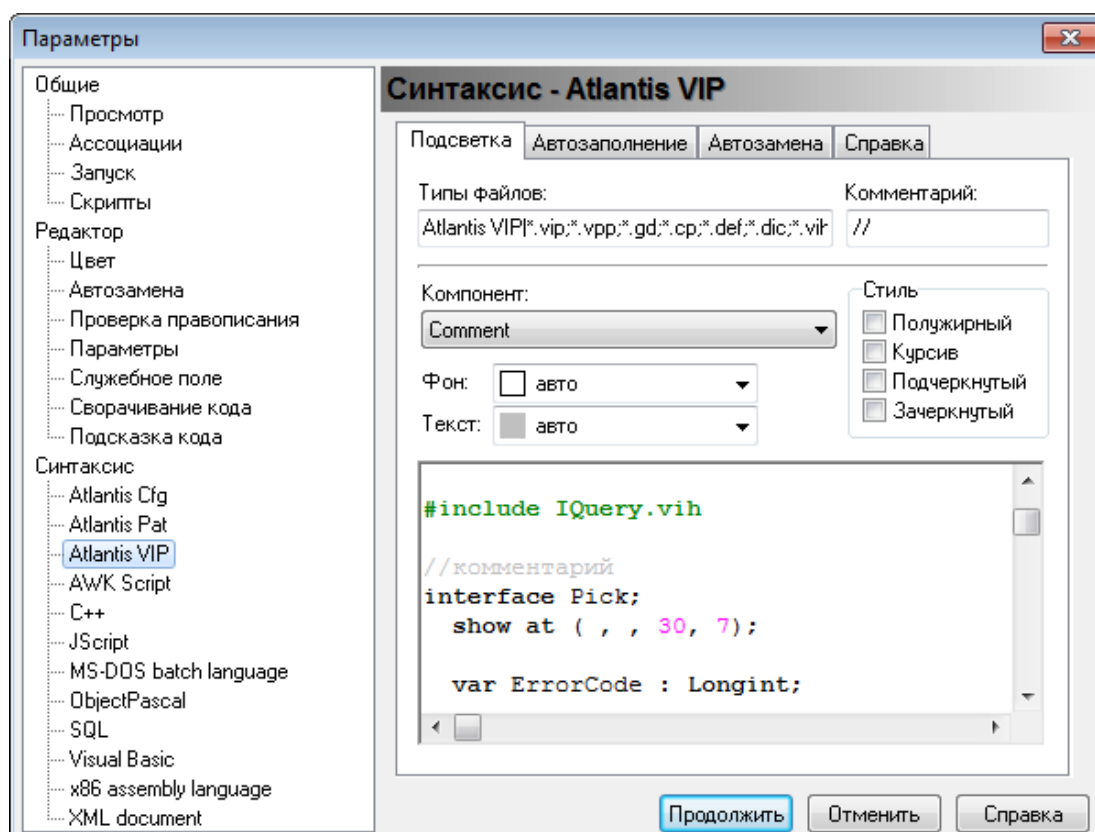 Параметры
Общие
Просмотр
Ассоциации
Запуск
Скрипты
Редактор
Цвет
Автозамена
Проверка правописания
Параметры
Служебное поле
Сворачивание кода
Подсказка кода
Синтаксис
Atlantis Cfg
Atlantis Pat
Atlantis VIP
AWK Script
C++
JScript
MS-DOS batch language
ObjectPascal
SQL
Visual Basic
x86 assembly language
XML document
Синтаксис - Atlantis VIP
Подсветка Автозаполнение Автозамена Справка
Типы файлов: Комментарий:
Atlantis VIP|*.vip;*.vpp;*.gd;*.cp;*.def;*.dic;*.vih //
Компонент:
Comment
Фон: авто
Текст: авто
Стиль
Полужирный
Курсив
Подчеркнутый
Зачеркнутый
#include IQuery.vih
//комментарий
interface Pick;
show at ( , , 30, 7);
var ErrorCode : Longint;
Продолжить Отменить Справка